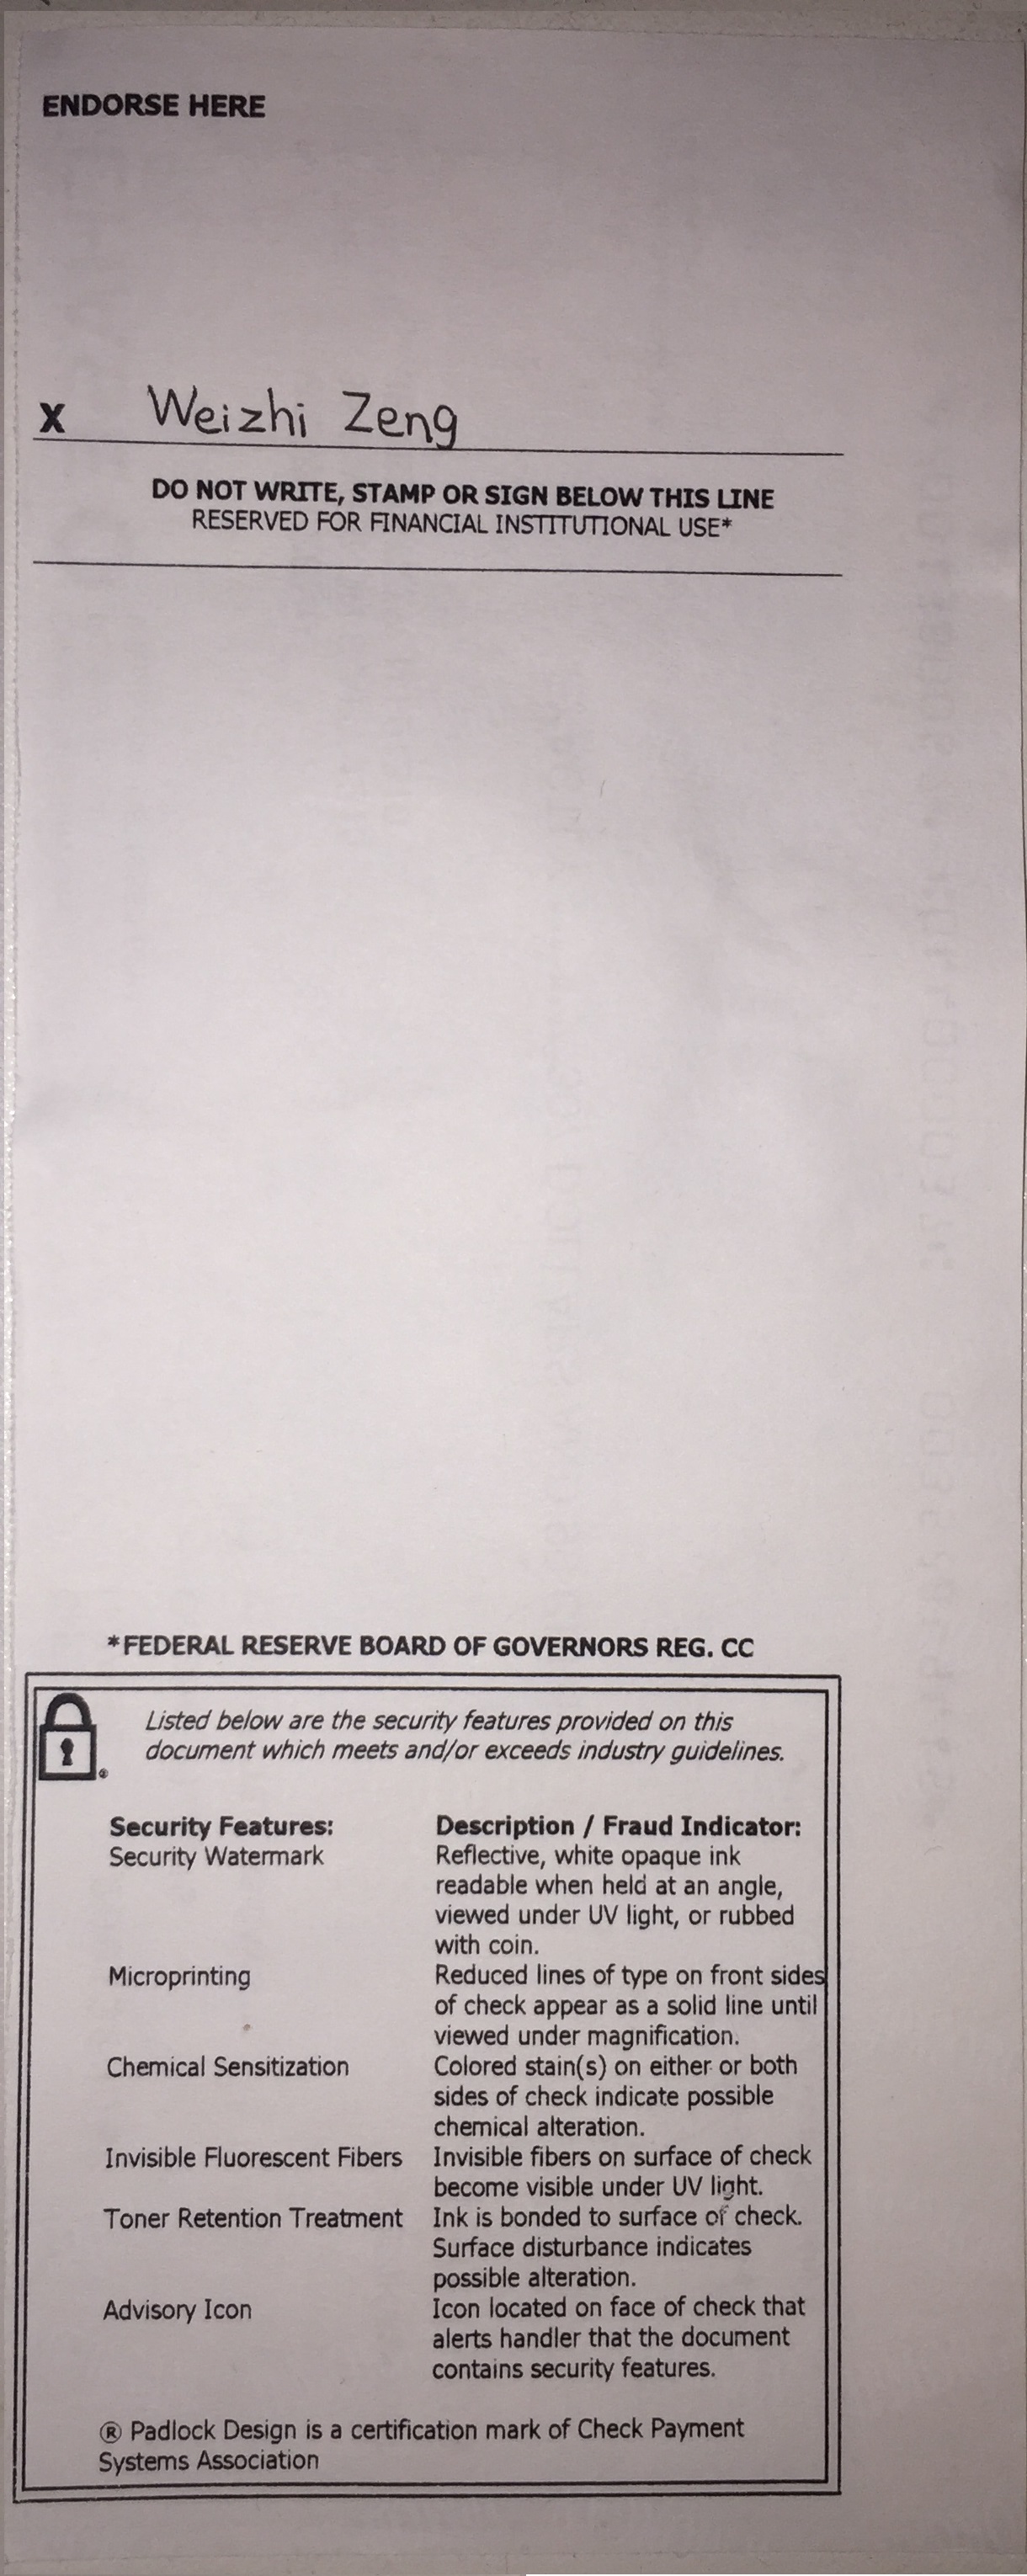 ENDORSE HERE
X Weizhi Zeng
DO NOT WRITE, STAMP OR SIGN BELOW THIS LINE
RESERVED FOR FINANCIAL INSTITUTIONAL USE*
*FEDERAL RESERVE BOARD OF GOVERNORS REG. CC
Listed below are the security features provided on this
document which meets and/or exceeds industry guidelines.
®
Security Features: Description / Fraud Indicator:
Security Watermark Reflective, white opaque ink
readable when held at an angle,
viewed under UV light, or rubbed
with coin.
Microprinting Reduced lines of type on front sides
of check appear as a solid line until
viewed under magnification.
Chemical Sensitization Colored stain(s) on either or both
sides of check indicate possible
chemical alteration.
Invisible Fluorescent Fibers Invisible fibers on surface of check
become visible under UV light.
Toner Retention Treatment Ink is bonded to surface of check.
Surface disturbance indicates
possible alteration.
Advisory Icon Icon located on face of check that
alerts handler that the document
contains security features.
® Padlock Design is a certification mark of Check Payment
Systems Association